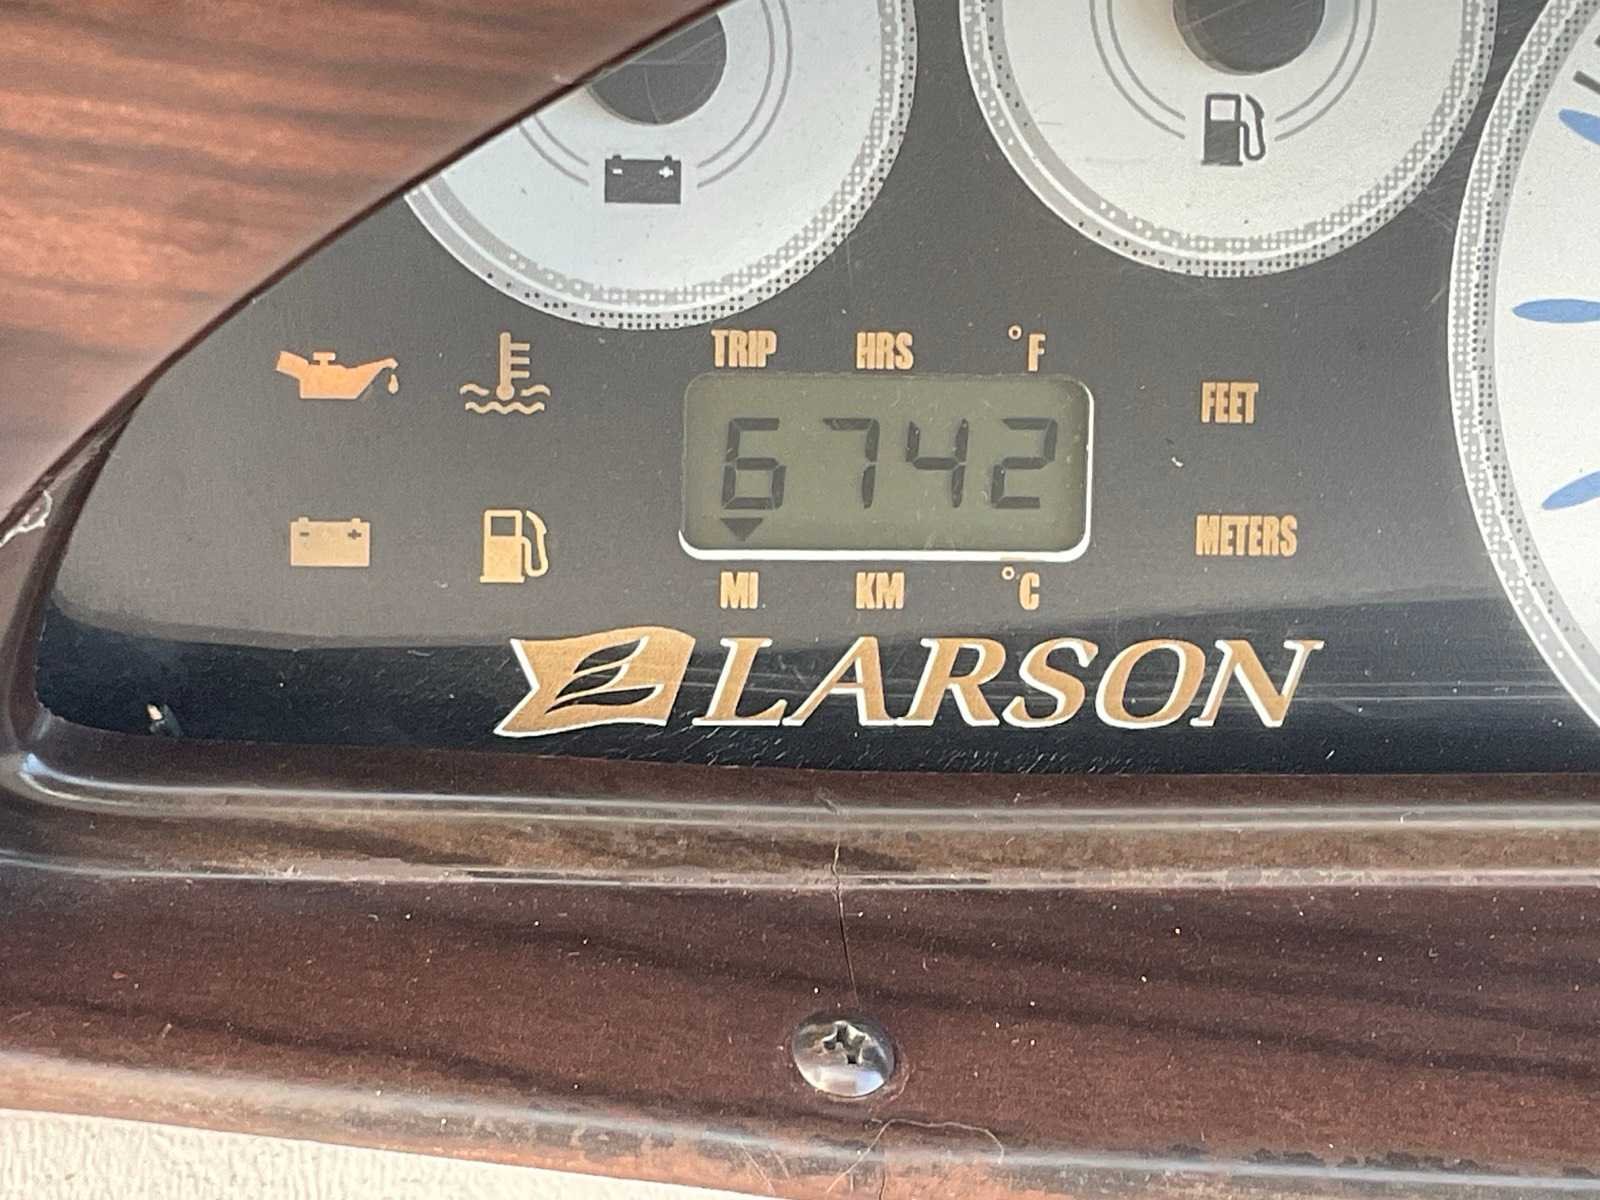 TRIP HRS °F
FEET
6742
METERS
MI KM °C
LARSON